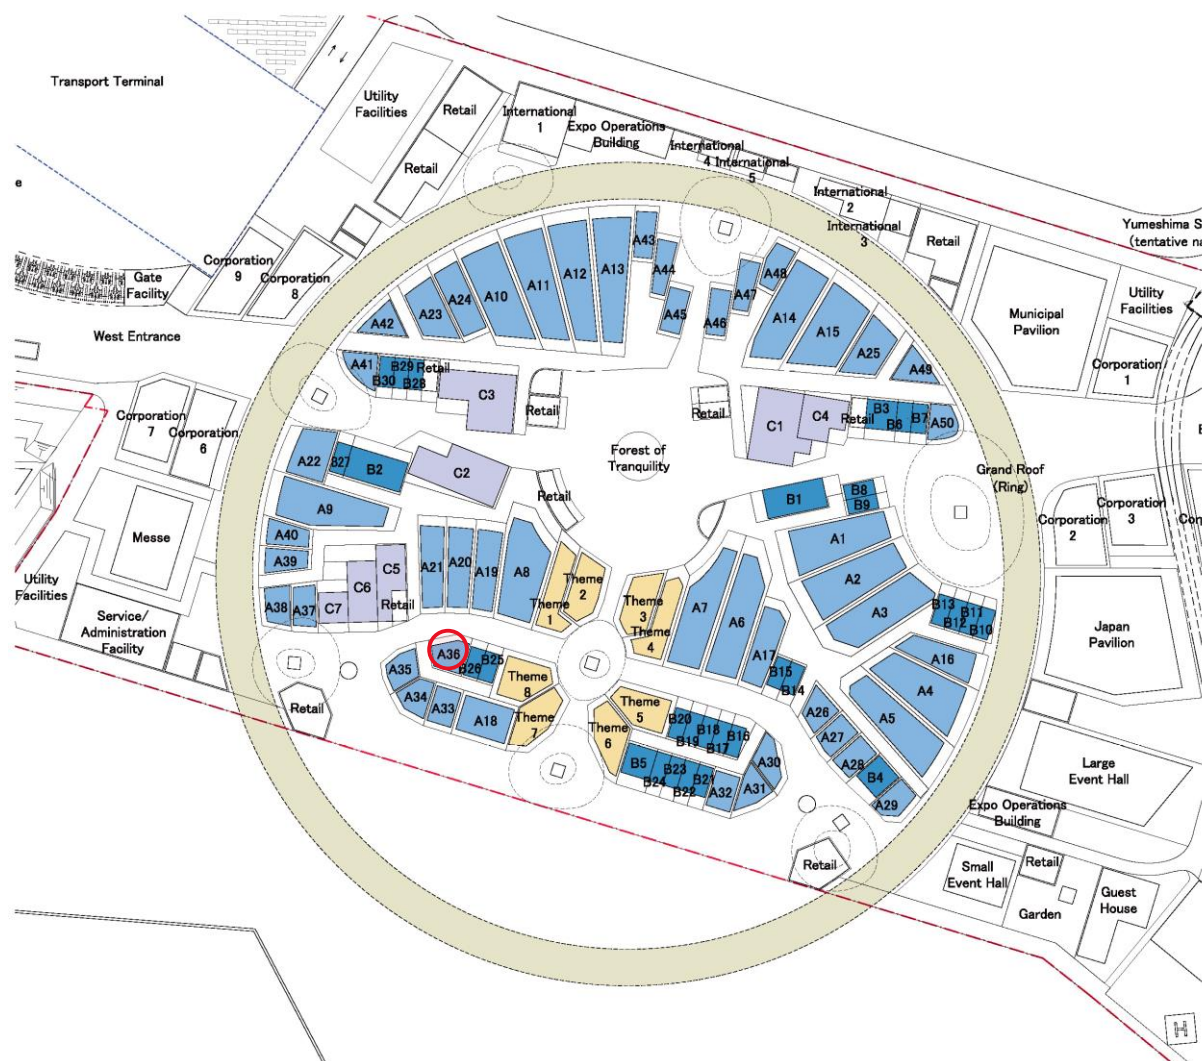 Transport Terminal
Utility
Facilities
Retail
Retail
International
1
Expo Operations
Building
International
4
International
5
International
2
International
3
Retail
Yumeshima S
(tentative na
e
Gate
Facility
Corporation
9
Corporation
8
West Entrance
A42
A23
A24
A10
A11
A12
A13
A43
A44
A45
A46
A47
A48
A14
A15
A25
A49
Municipal
Pavilion
Utility
Facilities
Corporation
1
A41
B29
B30
B28
Retail
C3
Retail
Retail
C1
C4
Retail
B3
B6
B7
A50
Corporation
7
Corporation
6
A22
B27
B2
C2
Forest of
Tranquility
Grand Roof
(Ring)
Retail
B1
B8
B9
Messe
A9
A40
A39
A21
A20
A19
A8
Theme
1
Theme
2
Theme
3
Theme
4
A7
A6
A17
A1
A2
A3
Corporation
2
Corporation
3
Con
Utility
Facilities
Service/
Administration
Facility
A38
A37
C7
C6
C5
Retail
B13
B11
B12
B10
Japan
Pavilion
A36
B26
B25
A35
A34
A33
A18
Theme
8
Theme
7
Theme
5
Theme
6
B15
B14
A16
A4
A5
A26
A27
A28
B4
A29
Retail
B20
B19
B18
B17
B16
B5
B24
B23
B22
B21
A32
A31
A30
Large
Event Hall
Expo Operations
Building
Retail
Small
Event Hall
Retail
Garden
Guest
House
H